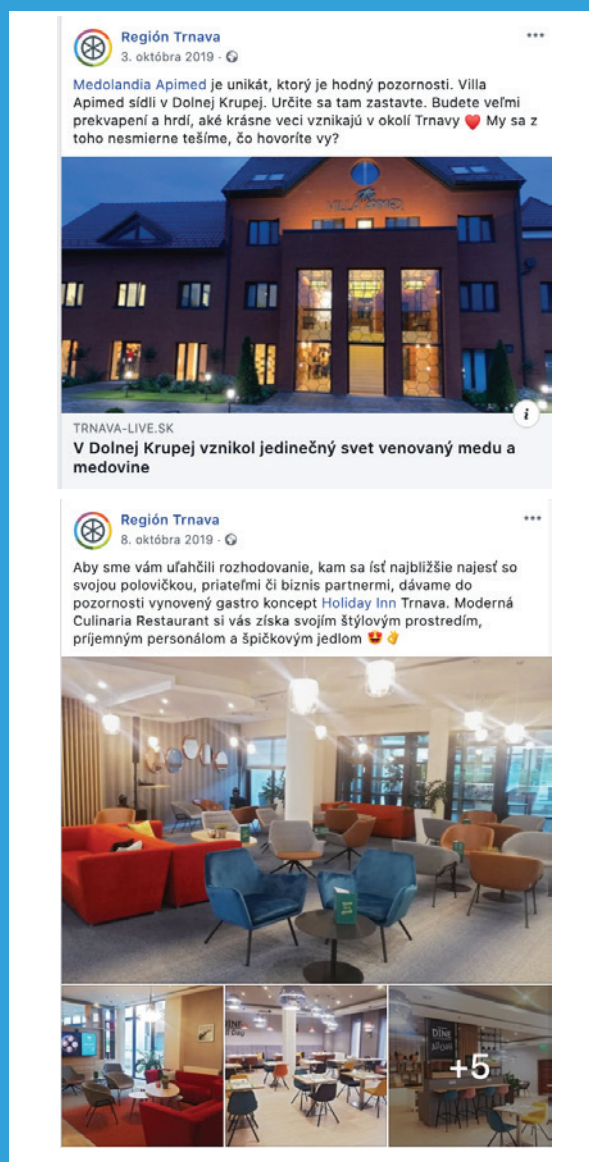 Región Trnava
3. októbra 2019 ·
Medolandia Apimed je unikát, ktorý je hodný pozornosti. Villa
Apimed sídli v Dolnej Krupej. Určite sa tam zastavte. Budete veľmi
prekvapení a hrdí, aké krásne veci vznikajú v okolí Trnavy ❤️ My sa z
toho nesmierne tešíme, čo hovoríte vy?
VILLA APIMED
TRNAVA-LIVE.SK
V Dolnej Krupej vznikol jedinečný svet venovaný medu a
medovine
Región Trnava
8. októbra 2019 ·
Aby sme vám uľahčili rozhodovanie, kam sa ísť najbližšie najesť so
svojou polovičkou, priateľmi či biznis partnermi, dávame do
pozornosti vynovený gastro koncept Holiday Inn Trnava. Moderná
Culinaria Restaurant si vás získa svojím štýlovým prostredím,
príjemným personálom a špičkovým jedlom 🤩👌
DINE
Day
DINE
+5